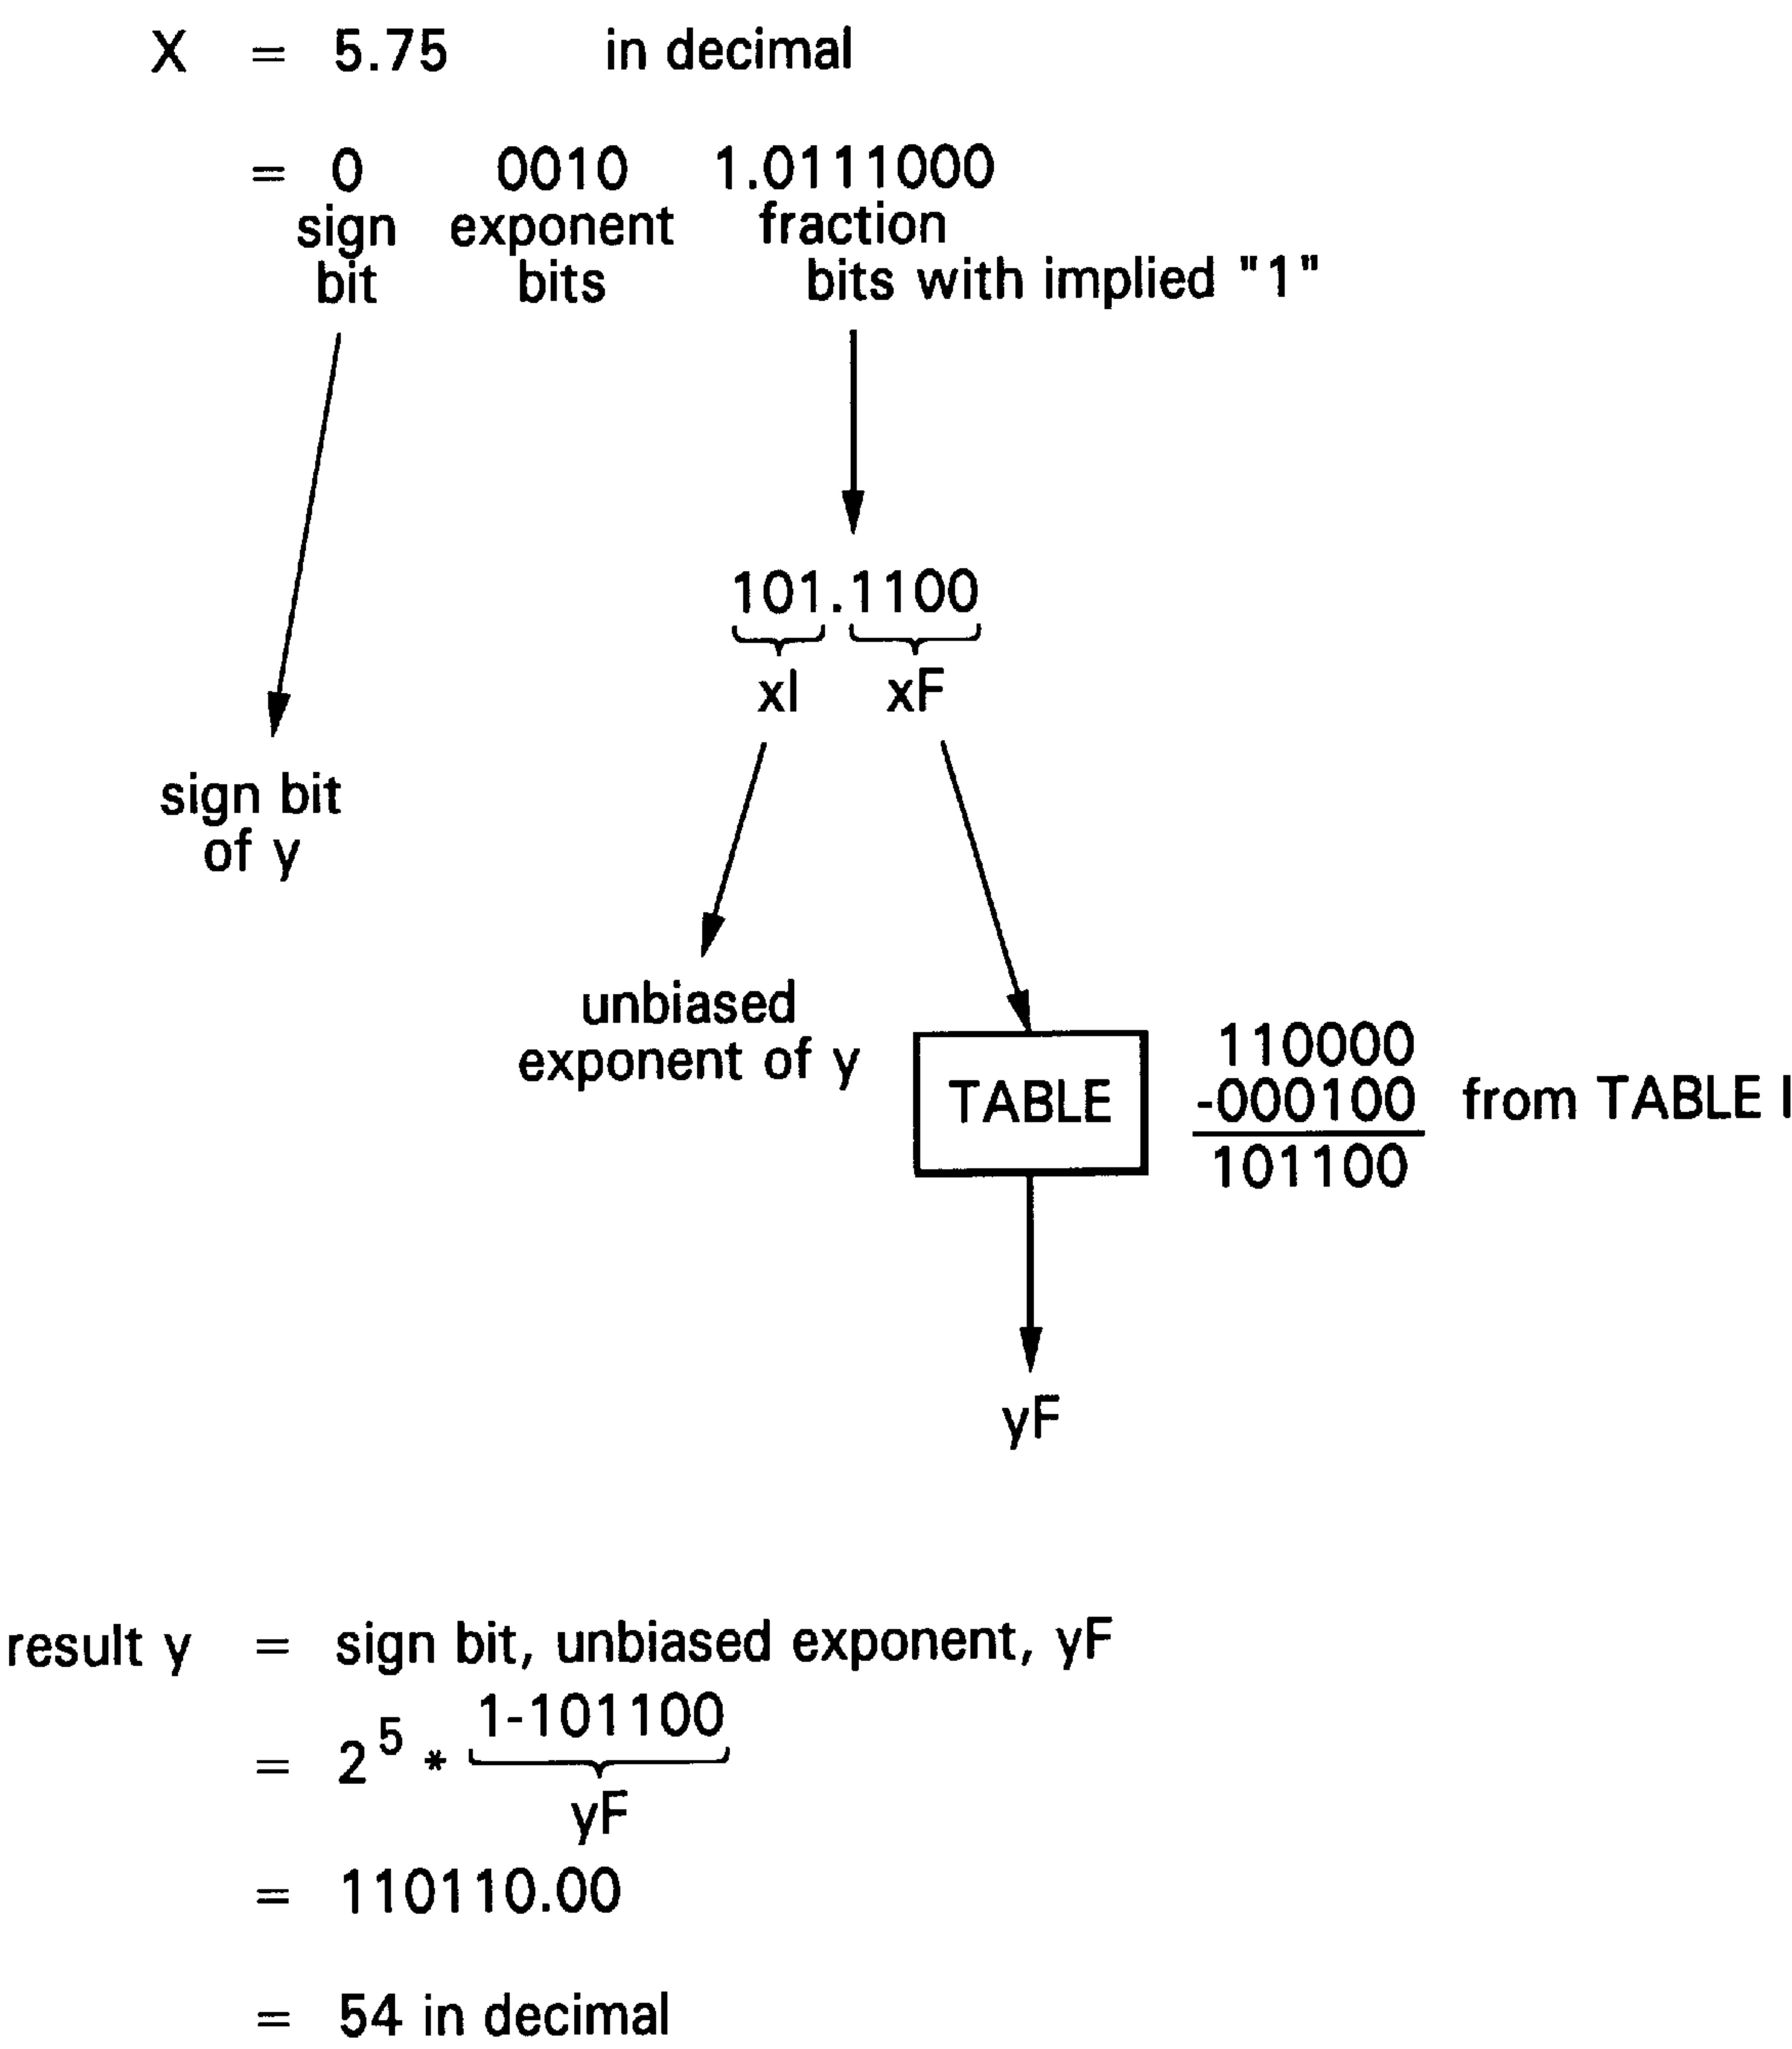 X = 5.75 in decimal
= 0 0010 1.0111000
sign exponent fraction
bit bits bits with implied "1"
101.1100
xI xF
sign bit
of y
unbiased
exponent of y
TABLE
110000
-000100 from TABLE I
101100
yF
result y = sign bit, unbiased exponent, yF
= 2^5 * 1-101100
yF
= 110110.00
= 54 in decimal